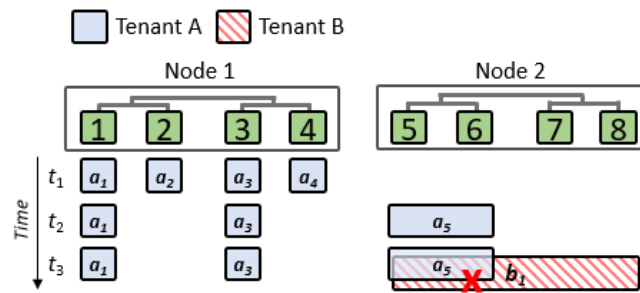 Tenant A Tenant B
Node 1 Node 2
1 2 3 4 5 6 7 8
Time
t1 a1 a2 a3 a4
t2 a1 a3 a5
t3 a1 a3 a5 X b1